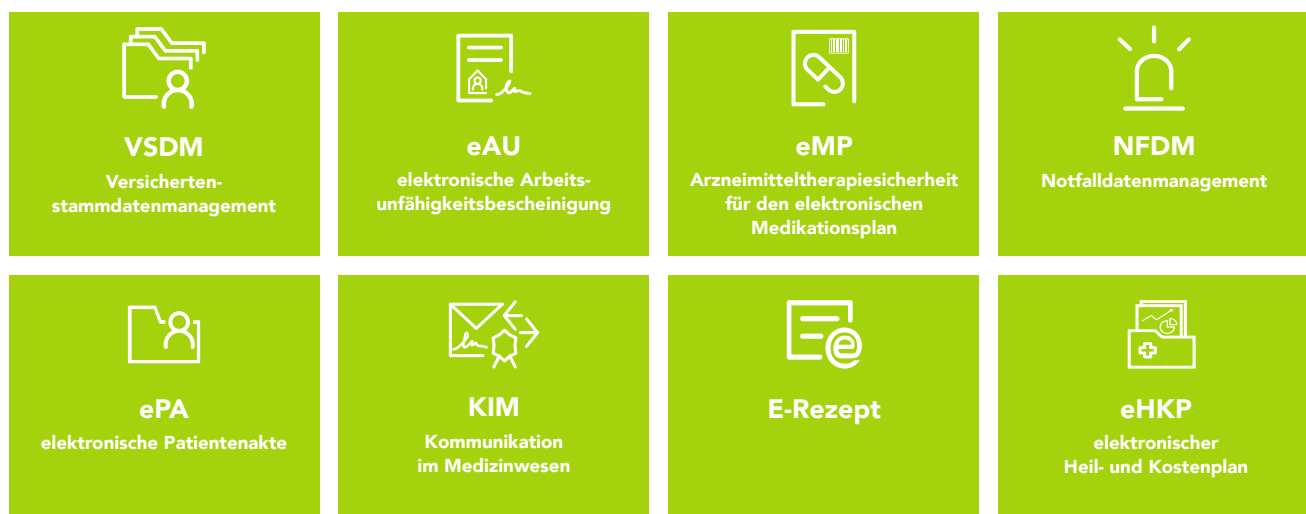 VSDM
Versicherten-
stammdatenmanagement
eAU
elektronische Arbeits-
unfähigkeitsbescheinigung
eMP
Arzneimitteltherapiesicherheit
für den elektronischen
Medikationsplan
NFDM
Notfalldatenmanagement
ePA
elektronische Patientenakte
KIM
Kommunikation
im Medizinwesen
E-Rezept
eHKP
elektronischer
Heil- und Kostenplan